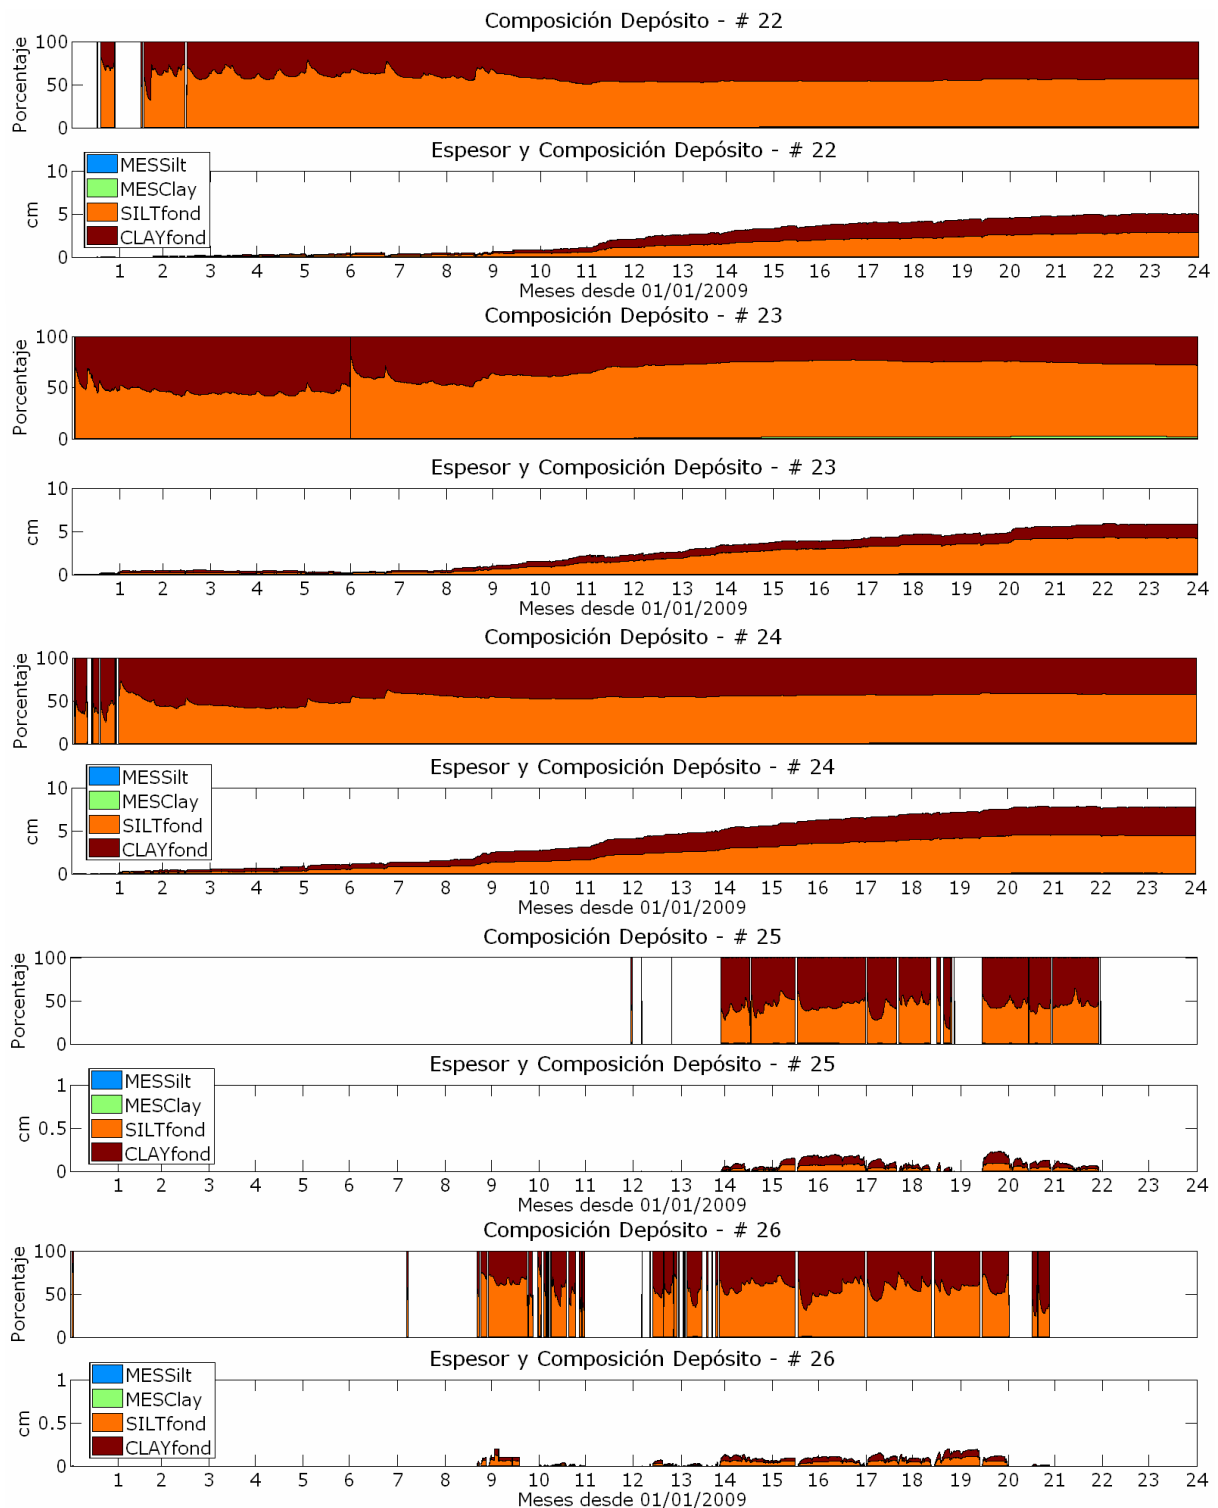 Composición Depósito - # 22
Porcentaje
100
50
0
Espesor y Composición Depósito - # 22
cm
10
5
0
MESSilt
MESClay
SILTfond
CLAYfond
1 2 3 4 5 6 7 8 9 10 11 12 13 14 15 16 17 18 19 20 21 22 23 24
Meses desde 01/01/2009
Composición Depósito - # 23
Porcentaje
100
50
0
Espesor y Composición Depósito - # 23
cm
10
5
0
1 2 3 4 5 6 7 8 9 10 11 12 13 14 15 16 17 18 19 20 21 22 23 24
Meses desde 01/01/2009
Composición Depósito - # 24
Porcentaje
100
50
0
Espesor y Composición Depósito - # 24
cm
10
5
0
MESSilt
MESClay
SILTfond
CLAYfond
1 2 3 4 5 6 7 8 9 10 11 12 13 14 15 16 17 18 19 20 21 22 23 24
Meses desde 01/01/2009
Composición Depósito - # 25
Porcentaje
100
50
0
Espesor y Composición Depósito - # 25
cm
1
0.5
0
MESSilt
MESClay
SILTfond
CLAYfond
1 2 3 4 5 6 7 8 9 10 11 12 13 14 15 16 17 18 19 20 21 22 23 24
Meses desde 01/01/2009
Composición Depósito - # 26
Porcentaje
100
50
0
Espesor y Composición Depósito - # 26
cm
1
0.5
0
MESSilt
MESClay
SILTfond
CLAYfond
1 2 3 4 5 6 7 8 9 10 11 12 13 14 15 16 17 18 19 20 21 22 23 24
Meses desde 01/01/2009